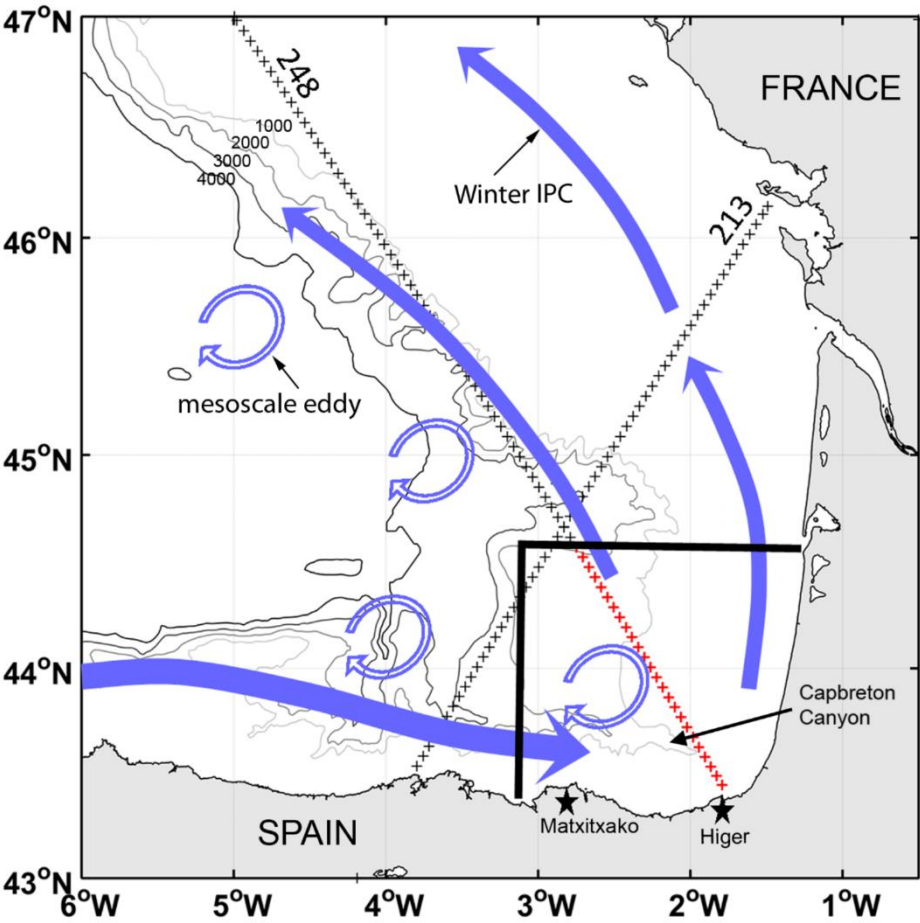 47°N
FRANCE
248
1000
2000
3000
4000
Winter IPC
213
46°N
mesoscale eddy
45°N
44°N
Capbreton
Canyon
SPAIN
Matxitxako
Higer
43°N
6°W
5°W
4°W
3°W
2°W
1°W